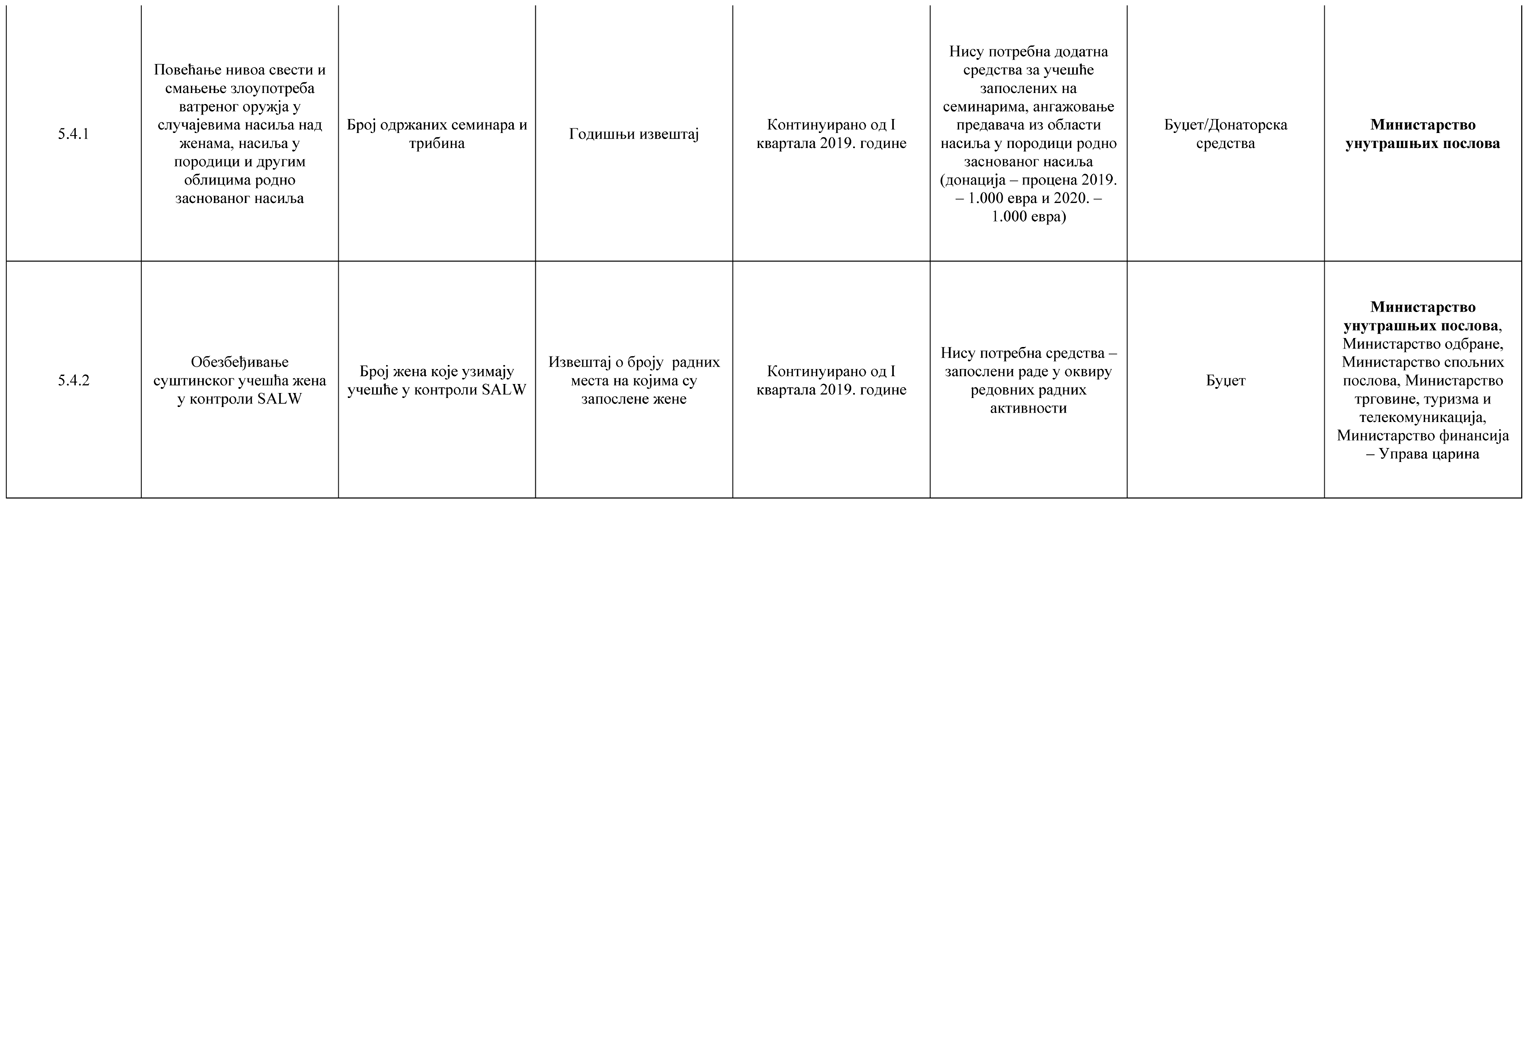 5.4.1
Повећање нивоа свести и
смањење злоупотреба
ватреног оружја у
случајевима насиља над
женама, насиља у
породици и другим
облицима родно
заснованог насиља
Број одржаних семинара и
трибина
Годишњи извештај
Континуирано од I
квартала 2019. године
Нису потребна додатна
средства за учешће
запослених на
семинарима, ангажовање
предавача из области
насиља у породици родно
заснованог насиља
(донација – процена 2019.
– 1.000 евра и 2020. –
1.000 евра)
Буџет/Донаторска
средства
Министарство
унутрашњих послова
5.4.2
Обезбеђивање
суштинског учешћа жена
у контроли SALW
Број жена које узимају
учешће у контроли SALW
Извештај о броју  радних
места на којима су
запослене жене
Континуирано од I
квартала 2019. године
Нису потребна средства –
запослени раде у оквиру
редовних радних
активности
Буџет
Министарство
унутрашњих послова,
Министарство одбране,
Министарство спољних
послова, Министарство
трговине, туризма и
телекомуникација,
Министарство финансија
– Управа царина